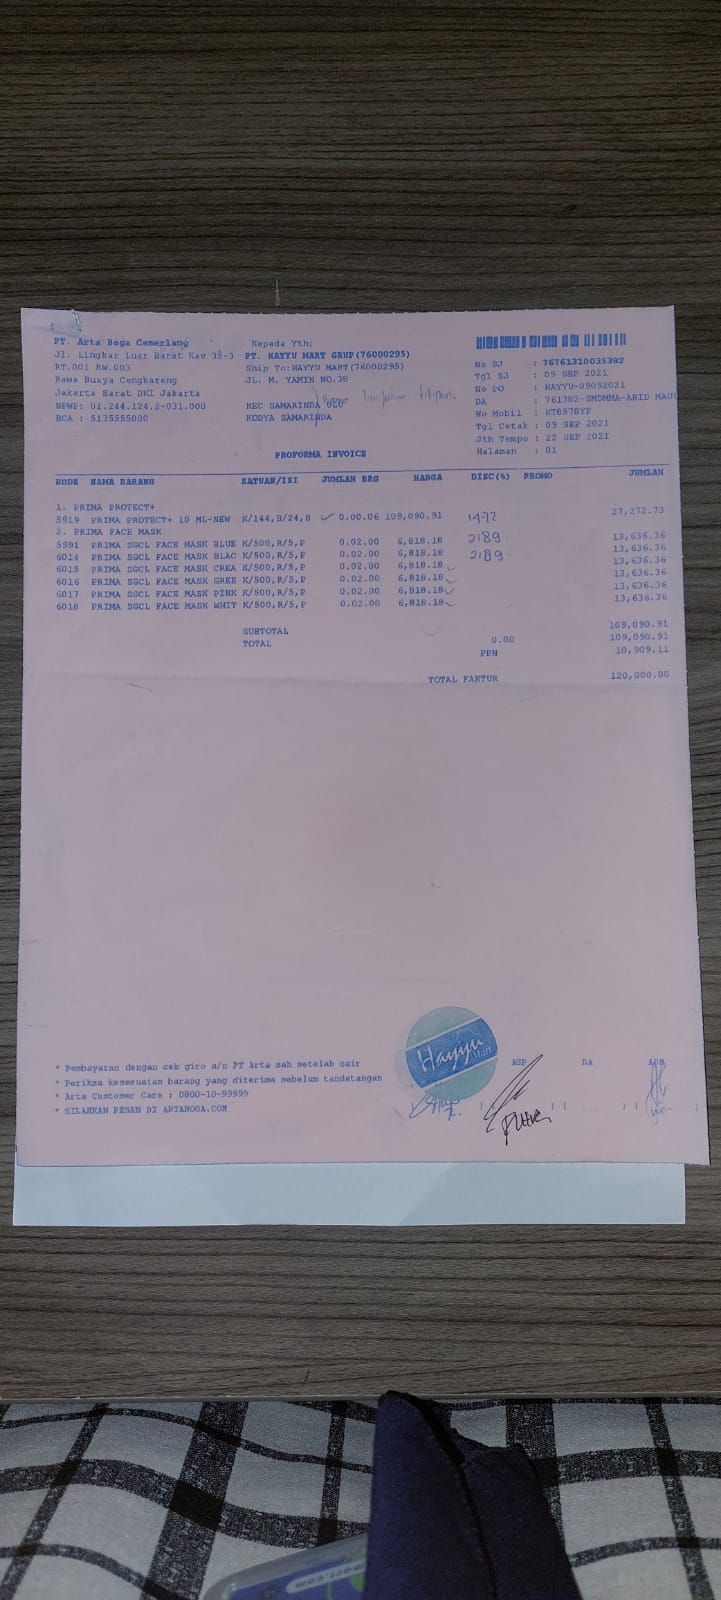 PT. Arta Boga Cemerlang
Jl. Lingkar Luar Barat Kav 35-3
RT.001 RW.003
Rawa Buaya Cengkareng
Jakarta Barat DKI Jakarta
NPWP: 01.244.124.2-031.000
BCA : 5135555000
Kepada Yth:
PT. HAYYU MART GRUP(76000295)
Ship To:HAYYU MART(76000295)
JL. M. YAMIN NO.38
KEC SAMARINDA ULU
KODYA SAMARINDA
titipan.
No SJ : 76761310035382
Tgl SJ : 09 SEP 2021
No PO : HAYYU-09092021
DA : 761382-SMDMMA-ABID MAU
No Mobil : KT8578YF
Tgl Cetak : 09 SEP 2021
Jth Tempo : 22 SEP 2021
Halaman : 01
PROFORMA INVOICE
KODE NAMA BARANG SATUAN/ISI JUMLAH BRG HARGA DISC(%) PROMO JUMLAH
1. PRIMA PROTECT+
5919 PRIMA PROTECT+ 10 ML-NEW K/144,B/24,B ✓ 0.00.06 109,090.91 1492 27,272.73
2. PRIMA FACE MASK
5991 PRIMA SGCL FACE MASK BLUE K/500,R/5,P 0.02.00 6,818.18 2189 13,636.36
6014 PRIMA SGCL FACE MASK BLAC K/500,R/5,P 0.02.00 6,818.18 2189 13,636.36
6015 PRIMA SGCL FACE MASK CREA K/500,R/5,P 0.02.00 6,818.18 ✓ 13,636.36
6016 PRIMA SGCL FACE MASK GREE K/500,R/5,P 0.02.00 6,818.18 ✓ 13,636.36
6017 PRIMA SGCL FACE MASK PINK K/500,R/5,P 0.02.00 6,818.18 ✓ 13,636.36
6018 PRIMA SGCL FACE MASK WHIT K/500,R/5,P 0.02.00 6,818.18 ✓ 13,636.36
SUBTOTAL 109,090.91
TOTAL 0.00 109,090.91
PPN 10,909.11
TOTAL FAKTUR 120,000.00
* Pembayaran dengan cek giro a/n PT Arta sah setelah cair
* Periksa kesesuaian barang yang diterima sebelum tandatangan
* Arta Customer Care : 0800-10-99999
* SILAHKAN PESAN DI ARTABOGA.COM
Hayyu Mart
ASP DA ADM
mart.com